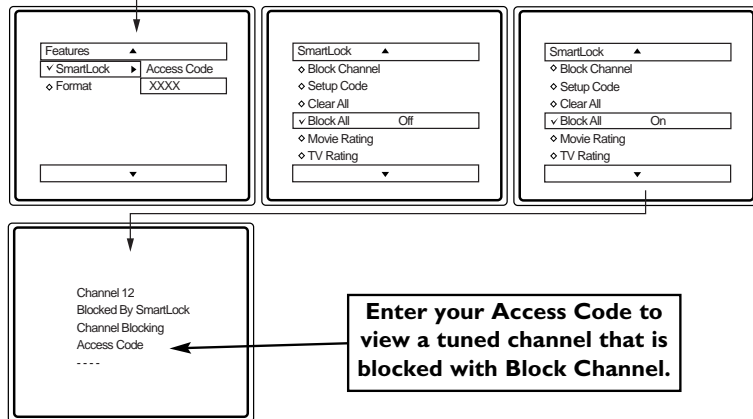 Features
SmartLock Access Code
Format XXXX
SmartLock
Block Channel
Setup Code
Clear All
Block All Off
Movie Rating
TV Rating
SmartLock
Block Channel
Setup Code
Clear All
Block All On
Movie Rating
TV Rating
Channel 12
Blocked By SmartLock
Channel Blocking
Access Code
- - - -
Enter your Access Code to
view a tuned channel that is
blocked with Block Channel.